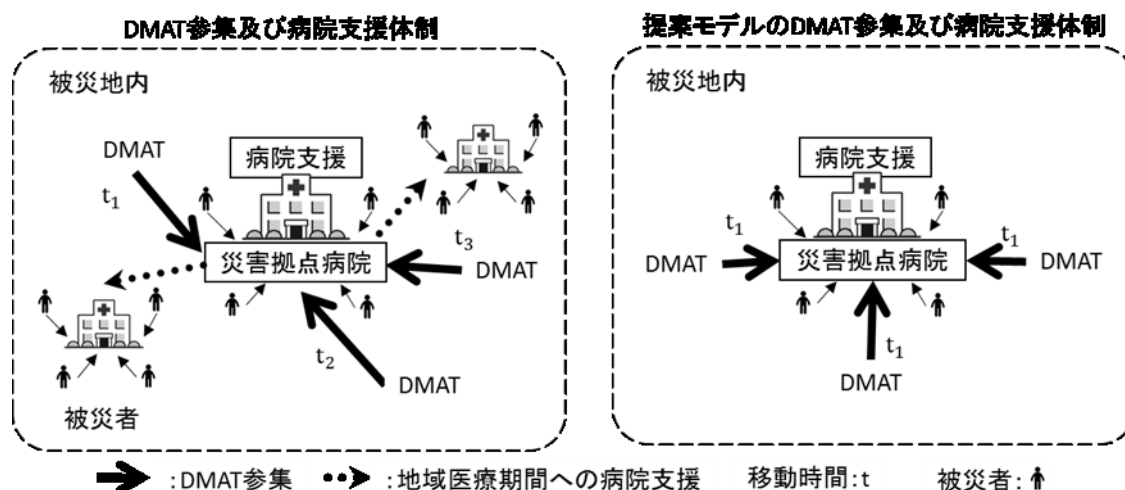 DMAT参集及び病院支援体制
被災地内
DMAT
病院支援
t₁
t₃
災害拠点病院
DMAT
t₂
DMAT
被災者
提案モデルのDMAT参集及び病院支援体制
被災地内
病院支援
t₁
t₁
災害拠点病院
DMAT
DMAT
t₁
DMAT
:DMAT参集 :地域医療期間への病院支援 移動時間:t 被災者: